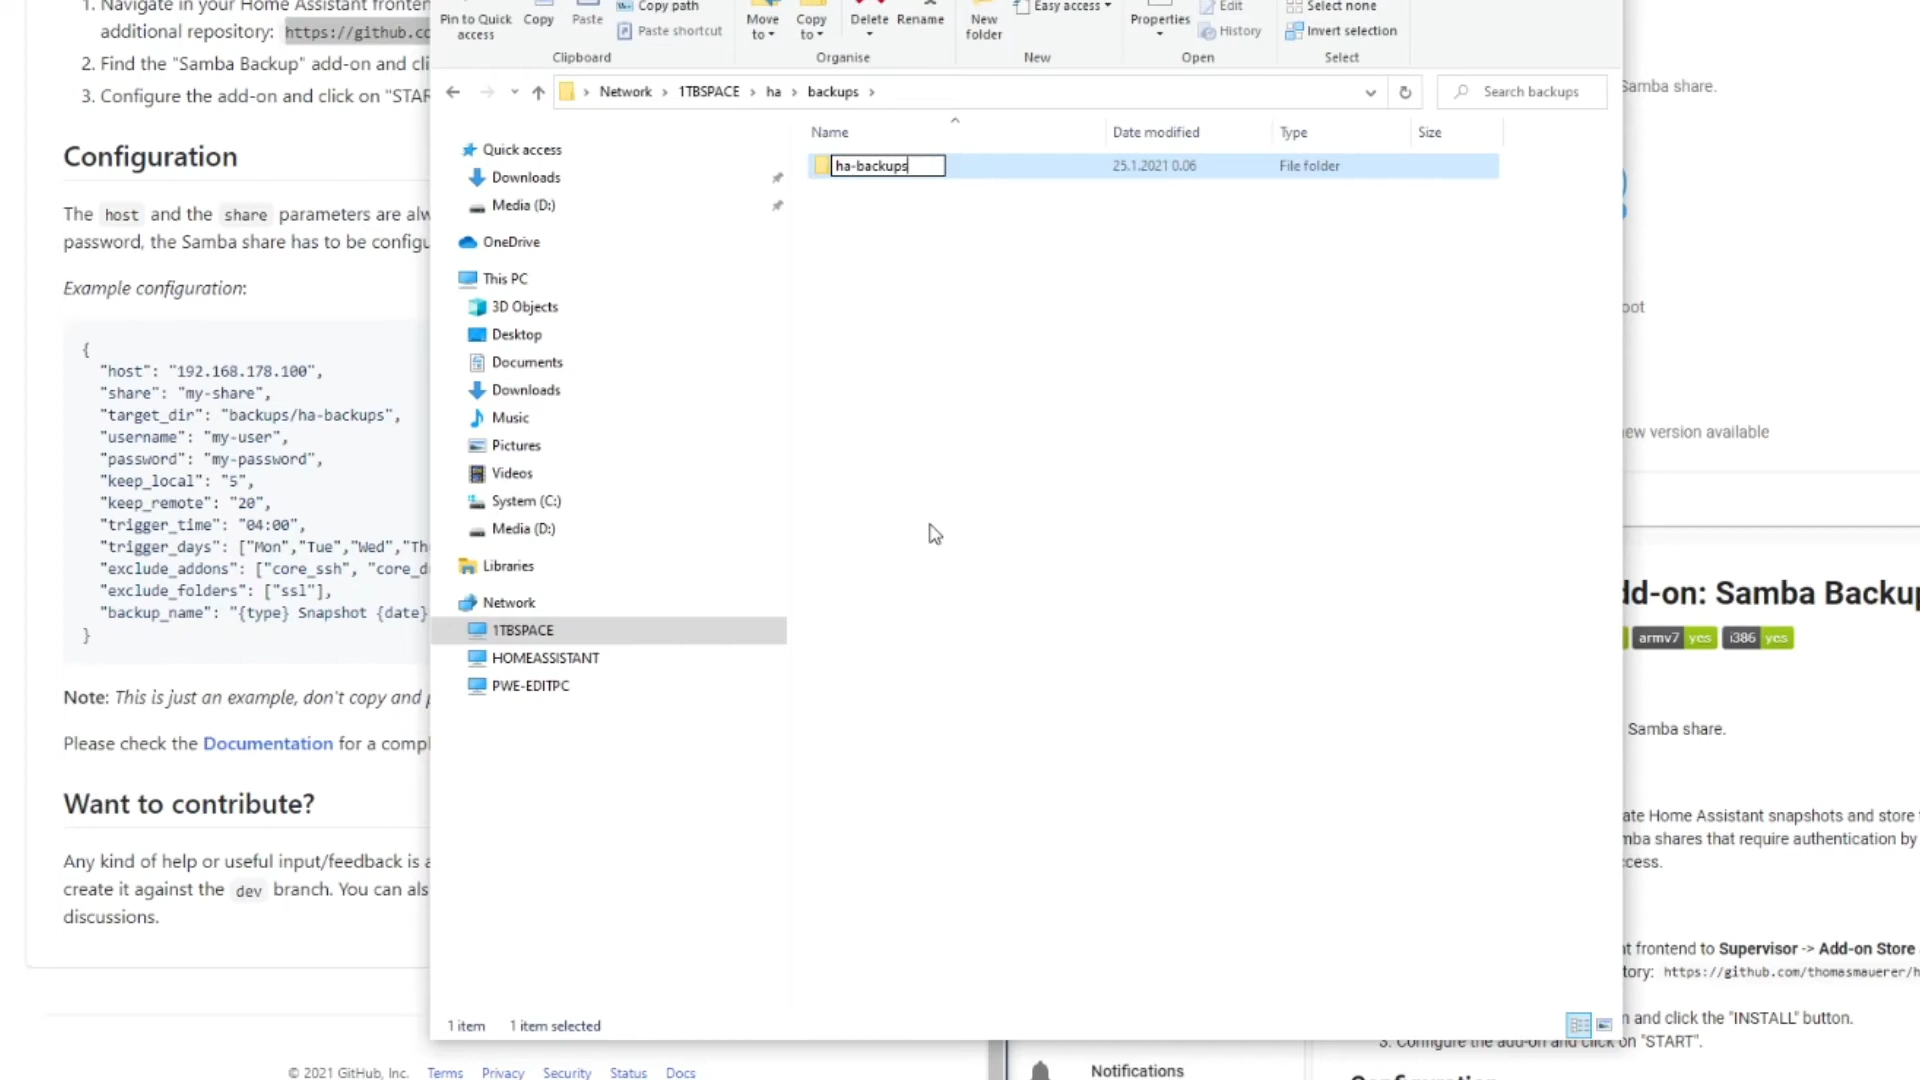 1. Navigate in your Home Assistant fronten
additional repository: https://github.co
2. Find the "Samba Backup" add-on and cli
3. Configure the add-on and click on "STAR
Configuration
The host and the share parameters are alw
password, the Samba share has to be configu
Example configuration:
{
"host": "192.168.178.100",
"share": "my-share",
"target_dir": "backups/ha-backups",
"username": "my-user",
"password": "my-password",
"keep_local": "5",
"keep_remote": "20",
"trigger_time": "04:00",
"trigger_days": ["Mon","Tue","Wed","Th
"exclude_addons": ["core_ssh", "core_d
"exclude_folders": ["ssl"],
"backup_name": "{type} Snapshot {date}
}
Note: This is just an example, don't copy and p
Please check the Documentation for a compl
Want to contribute?
Any kind of help or useful input/feedback is a
create it against the dev branch. You can als
discussions.
© 2021 GitHub, Inc. Terms Privacy Security Status Docs
Pin to Quick access
Copy
Paste
Copy path
Paste shortcut
Clipboard
Move to
Copy to
Delete
Rename
Organise
New folder
Easy access
New
Properties
Edit
History
Open
Select none
Invert selection
Select
Network > 1TBSPACE > ha > backups >
Search backups
Name Date modified Type Size
ha-backups 25.1.2021 0.06 File folder
Quick access
Downloads
Media (D:)
OneDrive
This PC
3D Objects
Desktop
Documents
Downloads
Music
Pictures
Videos
System (C:)
Media (D:)
Libraries
Network
1TBSPACE
HOMEASSISTANT
PWE-EDITPC
1 item 1 item selected
Samba share.
oot
ew version available
dd-on: Samba Backup
armv7 yes i386 yes
Samba share.
ate Home Assistant snapshots and store
mba shares that require authentication by
cess.
nt frontend to Supervisor -> Add-on Store
tory: https://github.com/thomasmauerer/h
n and click the "INSTALL" button.
3. Configure the add-on and click on "START".
Notifications
Configuration